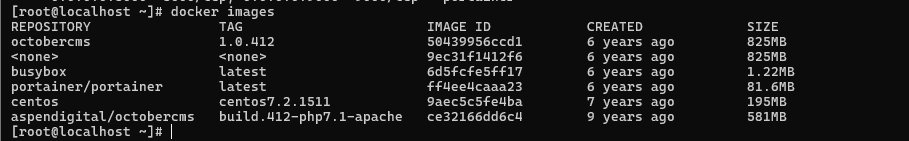 [root@localhost ~]# docker images
REPOSITORY TAG IMAGE ID CREATED SIZE
octobercms 1.0.412 50439956ccd1 6 years ago 825MB
<none> <none> 9ec31f1412f6 6 years ago 825MB
busybox latest 6d5fcfe5ff17 6 years ago 1.22MB
portainer/portainer latest ff4ee4caaa23 6 years ago 81.6MB
centos centos7.2.1511 9aec5c5fe4ba 7 years ago 195MB
aspendigital/octobercms build.412-php7.1-apache ce32166dd6c4 9 years ago 581MB
[root@localhost ~]#